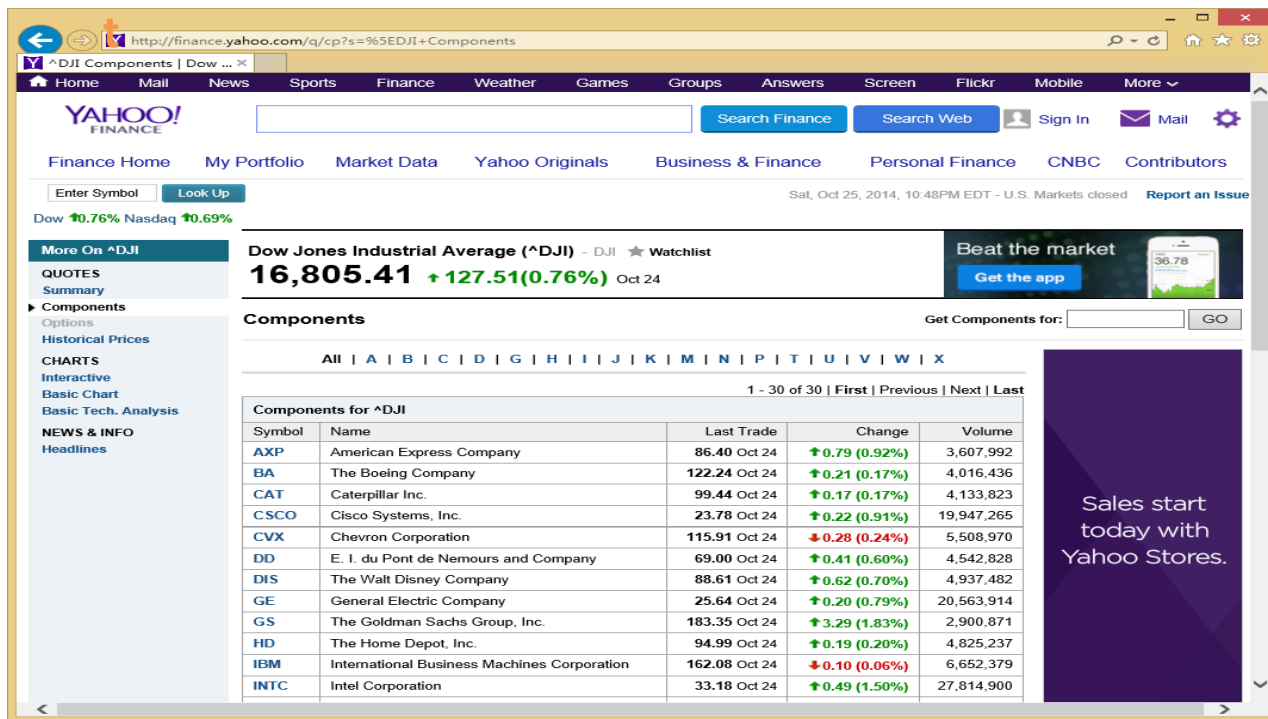 t
http://finance.yahoo.com/q/cp?s=%5EDJI+Components
^DJI Components | Dow ...
Home Mail News Sports Finance Weather Games Groups Answers Screen Flickr Mobile More
YAHOO! FINANCE
Search Finance Search Web Sign In Mail
Finance Home My Portfolio Market Data Yahoo Originals Business & Finance Personal Finance CNBC Contributors
Enter Symbol Look Up Sat, Oct 25, 2014, 10:48PM EDT - U.S. Markets closed Report an Issue
Dow 0.76% Nasdaq 0.69%
More On ^DJI
QUOTES
Summary
Components
Options
Historical Prices
CHARTS
Interactive
Basic Chart
Basic Tech. Analysis
NEWS & INFO
Headlines
Dow Jones Industrial Average (^DJI) - DJI Watchlist
16,805.41 127.51(0.76%) Oct 24
Beat the market
Get the app
36.78
Components Get Components for: GO
All | A | B | C | D | G | H | I | J | K | M | N | P | T | U | V | W | X
1 - 30 of 30 | First | Previous | Next | Last
Components for ^DJI
Symbol Name Last Trade Change Volume
AXP American Express Company 86.40 Oct 24 0.79 (0.92%) 3,607,992
BA The Boeing Company 122.24 Oct 24 0.21 (0.17%) 4,016,436
CAT Caterpillar Inc. 99.44 Oct 24 0.17 (0.17%) 4,133,823
CSCO Cisco Systems, Inc. 23.78 Oct 24 0.22 (0.91%) 19,947,265
CVX Chevron Corporation 115.91 Oct 24 0.28 (0.24%) 5,508,970
DD E. I. du Pont de Nemours and Company 69.00 Oct 24 0.41 (0.60%) 4,542,828
DIS The Walt Disney Company 88.61 Oct 24 0.62 (0.70%) 4,937,482
GE General Electric Company 25.64 Oct 24 0.20 (0.79%) 20,563,914
GS The Goldman Sachs Group, Inc. 183.35 Oct 24 3.29 (1.83%) 2,900,871
HD The Home Depot, Inc. 94.99 Oct 24 0.19 (0.20%) 4,825,237
IBM International Business Machines Corporation 162.08 Oct 24 0.10 (0.06%) 6,652,379
INTC Intel Corporation 33.18 Oct 24 0.49 (1.50%) 27,814,900
Sales start
today with
Yahoo Stores.